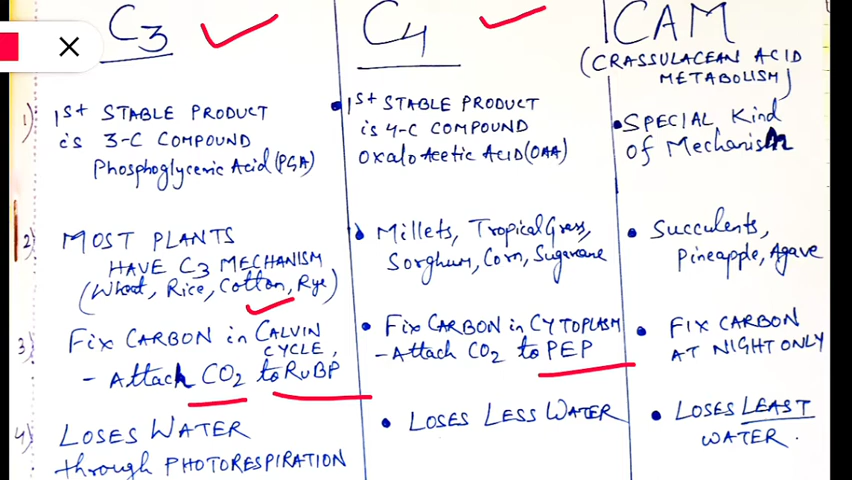 C3
C4
CAM
(CRASSULACEAN ACID
METABOLISM)
1)
1st STABLE PRODUCT
is 3-C COMPOUND
Phosphoglyceric Acid (PGA)
1st STABLE PRODUCT
is 4-C COMPOUND
OxaloAcetic ACID (OAA)
SPECIAL Kind
of Mechanism
2)
MOST PLANTS
HAVE C3 MECHANISM
(Wheat, Rice, Cotton, Rye)
Millets, Tropical Grass,
Sorghum, Corn, Sugarcane
Succulents,
Pineapple, Agave
3)
Fix CARBON in CALVIN
CYCLE,
- Attach CO2 to RuBP
Fix CARBON in CYTOPLASM
- Attach CO2 to PEP
FIX CARBON
AT NIGHT ONLY
4)
LOSES WATER
through PHOTORESPIRATION
LOSES LESS WATER
LOSES LEAST
WATER.